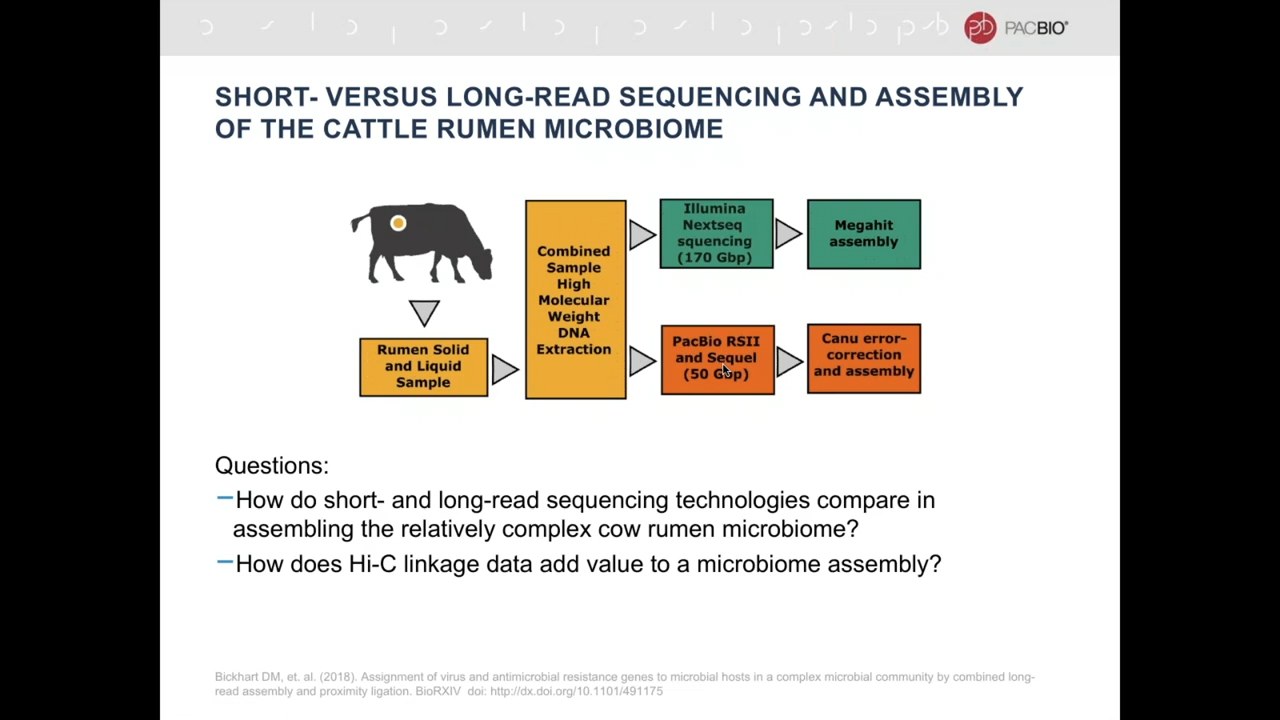 PACBIO®
SHORT- VERSUS LONG-READ SEQUENCING AND ASSEMBLY
OF THE CATTLE RUMEN MICROBIOME
Rumen Solid
and Liquid
Sample
Combined
Sample
High
Molecular
Weight
DNA
Extraction
Illumina
Nextseq
squencing
(170 Gbp)
Megahit
assembly
PacBio RSII
and Sequel
(50 Gbp)
Canu error-
correction
and assembly
Questions:
–How do short- and long-read sequencing technologies compare in
assembling the relatively complex cow rumen microbiome?
–How does Hi-C linkage data add value to a microbiome assembly?
Bickhart DM, et. al. (2018). Assignment of virus and antimicrobial resistance genes to microbial hosts in a complex microbial community by combined long-
read assembly and proximity ligation. BioRXIV doi: http://dx.doi.org/10.1101/491175